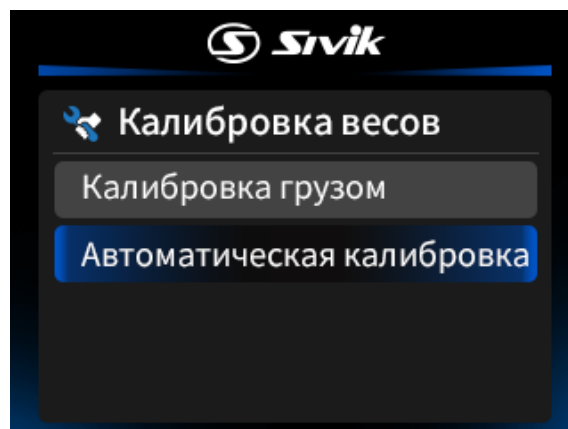 Sivik
Калибровка весов
Калибровка грузом
Автоматическая калибровка